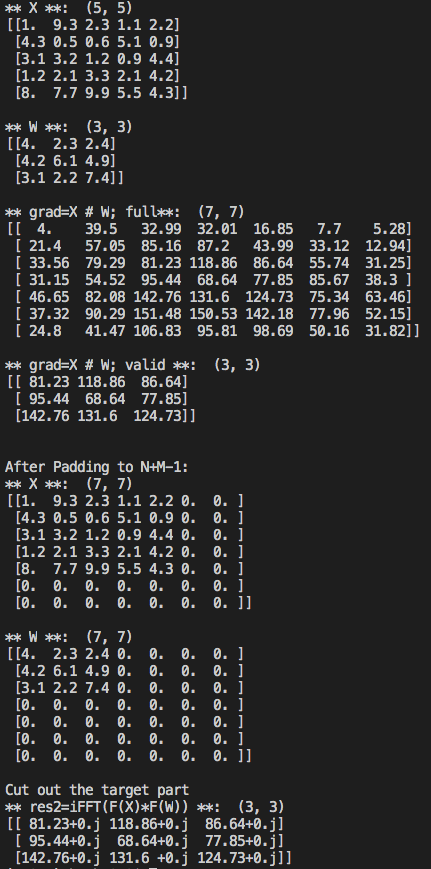 ** X **:  (5, 5)
[[1.  9.3 2.3 1.1 2.2]
 [4.3 0.5 0.6 5.1 0.9]
 [3.1 3.2 1.2 0.9 4.4]
 [1.2 2.1 3.3 2.1 4.2]
 [8.  7.7 9.9 5.5 4.3]]

** W **:  (3, 3)
[[4.  2.3 2.4]
 [4.2 6.1 4.9]
 [3.1 2.2 7.4]]

** grad=X # W; full**:  (7, 7)
[[  4.    39.5   32.99  32.01  16.85   7.7    5.28]
 [ 21.4   57.05  85.16  87.2   43.99  33.12  12.94]
 [ 33.56  79.29  81.23 118.86  86.64  55.74  31.25]
 [ 31.15  54.52  95.44  68.64  77.85  85.67  38.3 ]
 [ 46.65  82.08 142.76 131.6  124.73  75.34  63.46]
 [ 37.32  90.29 151.48 150.53 142.18  77.96  52.15]
 [ 24.8   41.47 106.83  95.81  98.69  50.16  31.82]]

** grad=X # W; valid **:  (3, 3)
[[ 81.23 118.86  86.64]
 [ 95.44  68.64  77.85]
 [142.76 131.6  124.73]]


After Padding to N+M-1:
** X **:  (7, 7)
[[1.  9.3 2.3 1.1 2.2 0.  0. ]
 [4.3 0.5 0.6 5.1 0.9 0.  0. ]
 [3.1 3.2 1.2 0.9 4.4 0.  0. ]
 [1.2 2.1 3.3 2.1 4.2 0.  0. ]
 [8.  7.7 9.9 5.5 4.3 0.  0. ]
 [0.  0.  0.  0.  0.  0.  0. ]
 [0.  0.  0.  0.  0.  0.  0. ]]

** W **:  (7, 7)
[[4.  2.3 2.4 0.  0.  0.  0. ]
 [4.2 6.1 4.9 0.  0.  0.  0. ]
 [3.1 2.2 7.4 0.  0.  0.  0. ]
 [0.  0.  0.  0.  0.  0.  0. ]
 [0.  0.  0.  0.  0.  0.  0. ]
 [0.  0.  0.  0.  0.  0.  0. ]
 [0.  0.  0.  0.  0.  0.  0. ]]

Cut out the target part
** res2=iFFT(F(X)*F(W)) **:  (3, 3)
[[ 81.23+0.j 118.86+0.j  86.64+0.j]
 [ 95.44+0.j  68.64+0.j  77.85+0.j]
 [142.76+0.j 131.6 +0.j 124.73+0.j]]